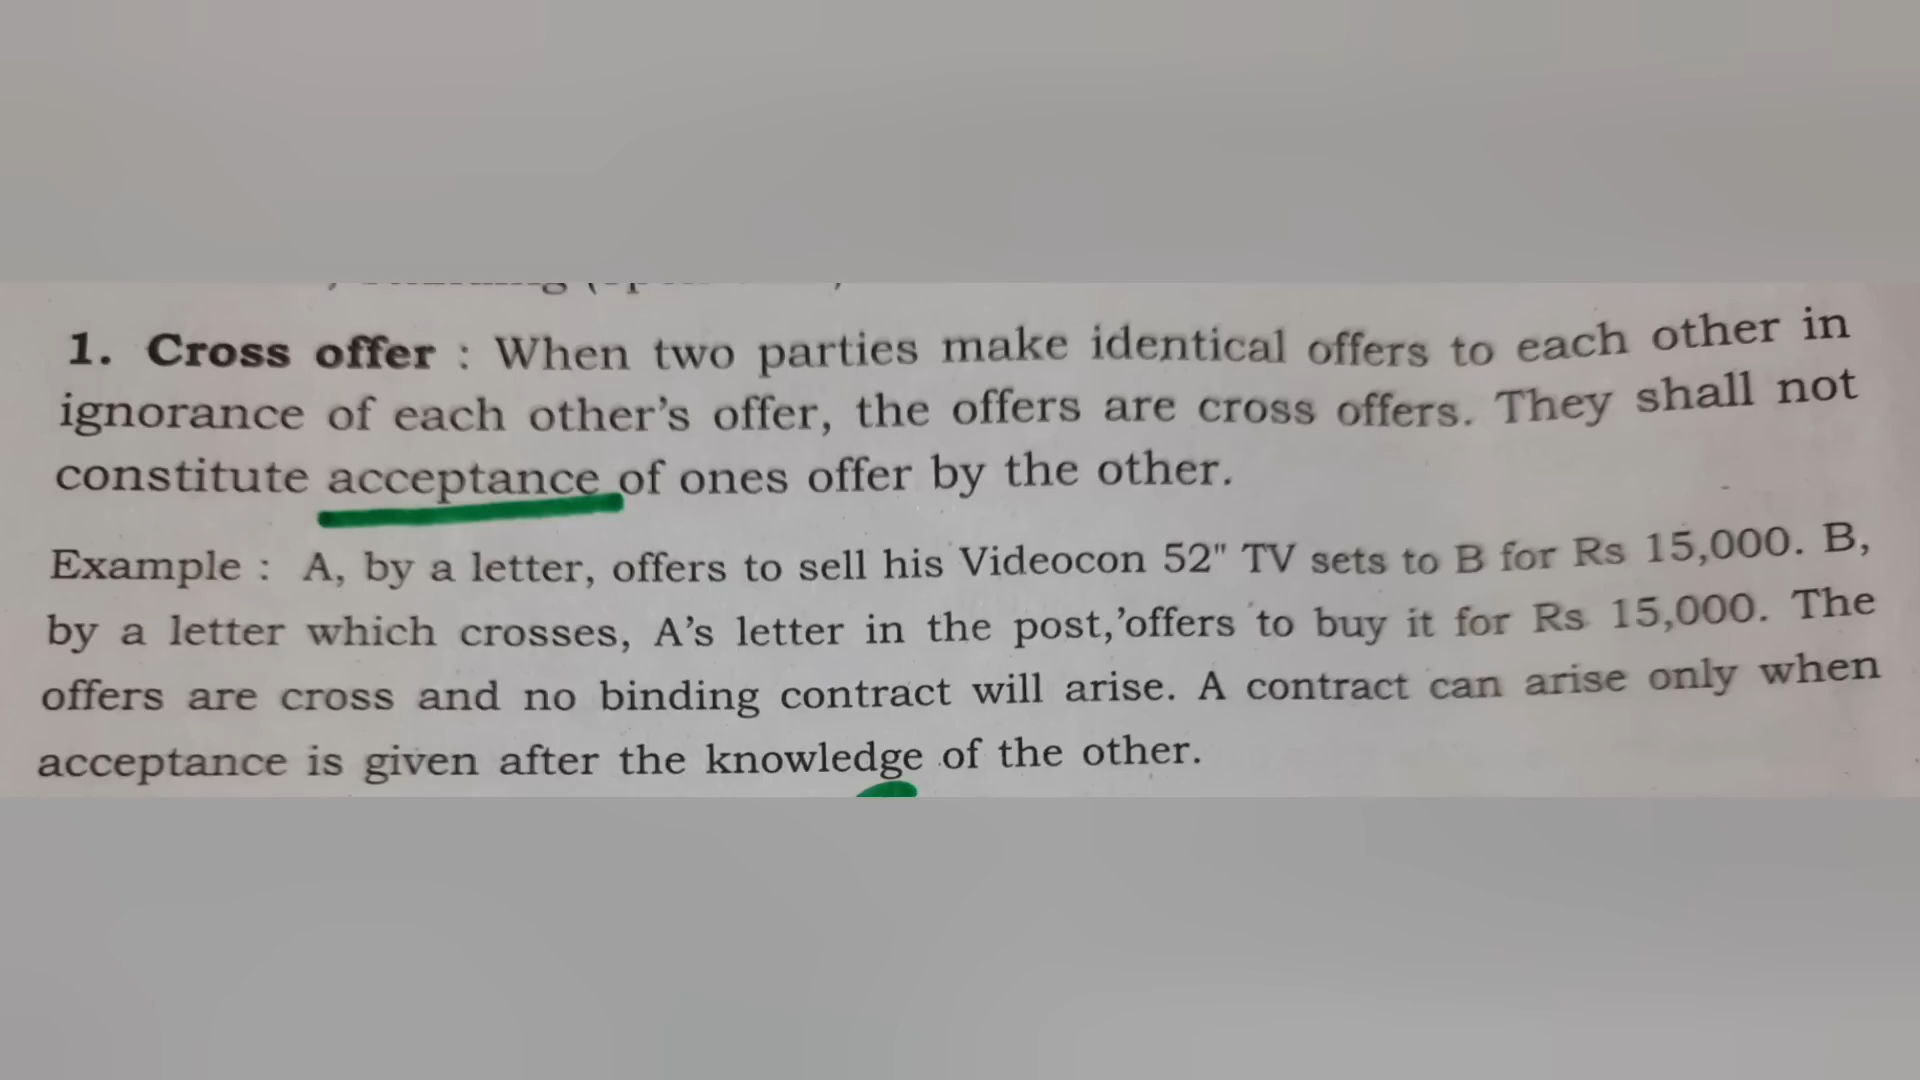 1. Cross offer : When two parties make identical offers to each other in
ignorance of each other's offer, the offers are cross offers. They shall not
constitute acceptance of ones offer by the other.
Example : A, by a letter, offers to sell his Videocon 52" TV sets to B for Rs 15,000. B,
by a letter which crosses, A's letter in the post,'offers to buy it for Rs 15,000. The
offers are cross and no binding contract will arise. A contract can arise only when
acceptance is given after the knowledge of the other.